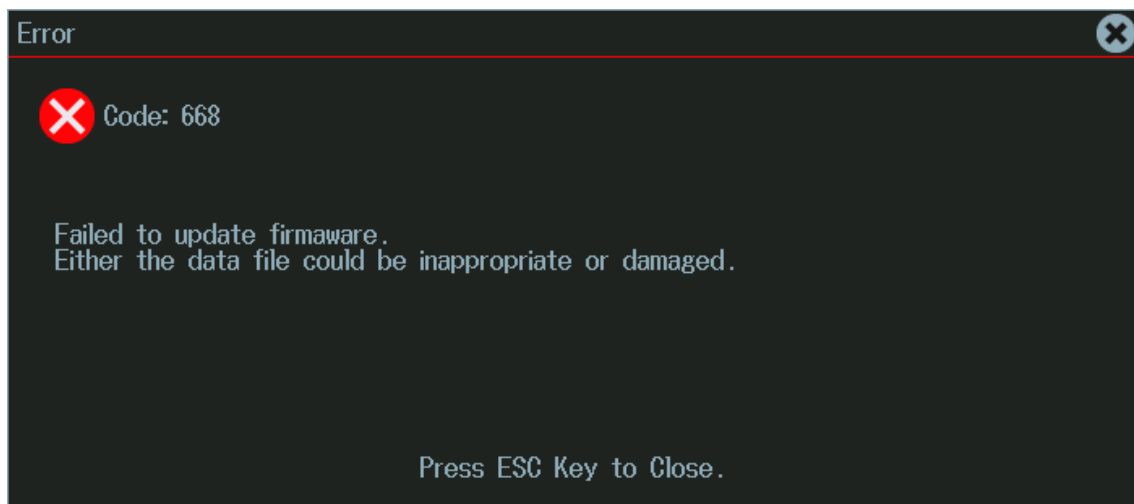 Error
Code: 668
Failed to update firmaware.
Either the data file could be inappropriate or damaged.
Press ESC Key to Close.